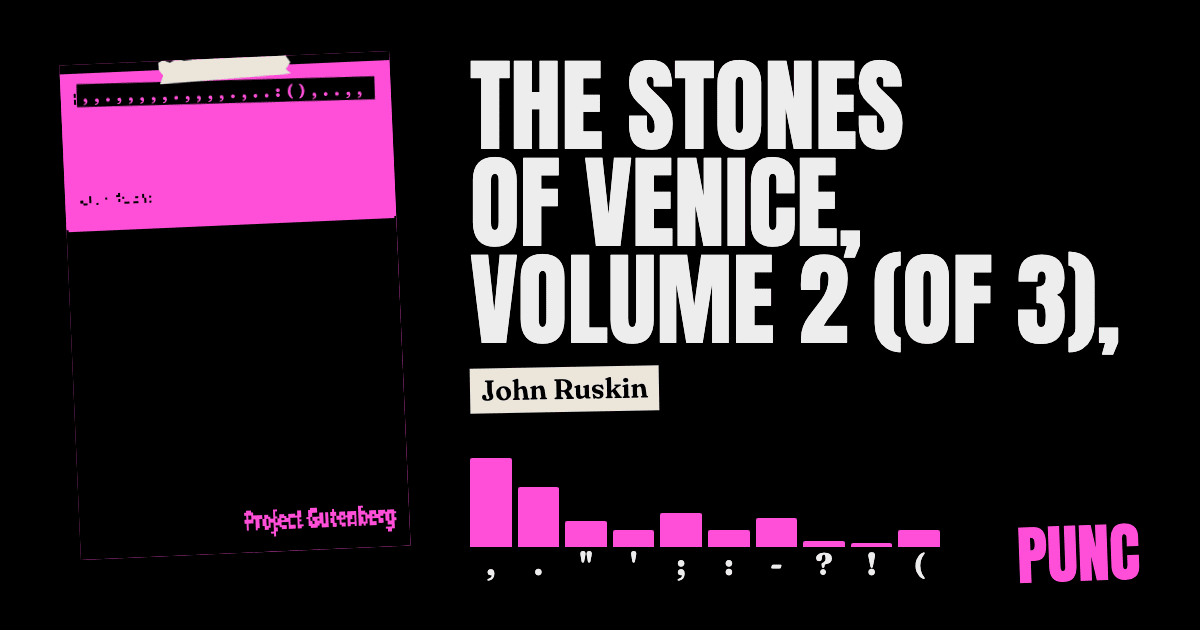 :,,.,,,,,.,,,,.,..:(),..,,
Project Gutenberg
THE STONES
OF VENICE,
VOLUME 2 (OF 3),
John Ruskin
, . " ' ; : - ? ! (
PUNC